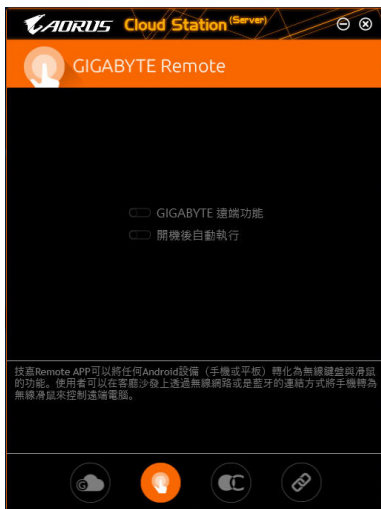 AORUS Cloud Station (Server)
GIGABYTE Remote
GIGABYTE 遠端功能
開機後自動執行
技嘉Remote APP可以將任何Android設備（手機或平板）轉化為無線鍵盤與滑鼠
的功能。使用者可以在客廳沙發上透過無線網路或是藍牙的連結方式將手機轉為
無線滑鼠來控制遠端電腦。
G